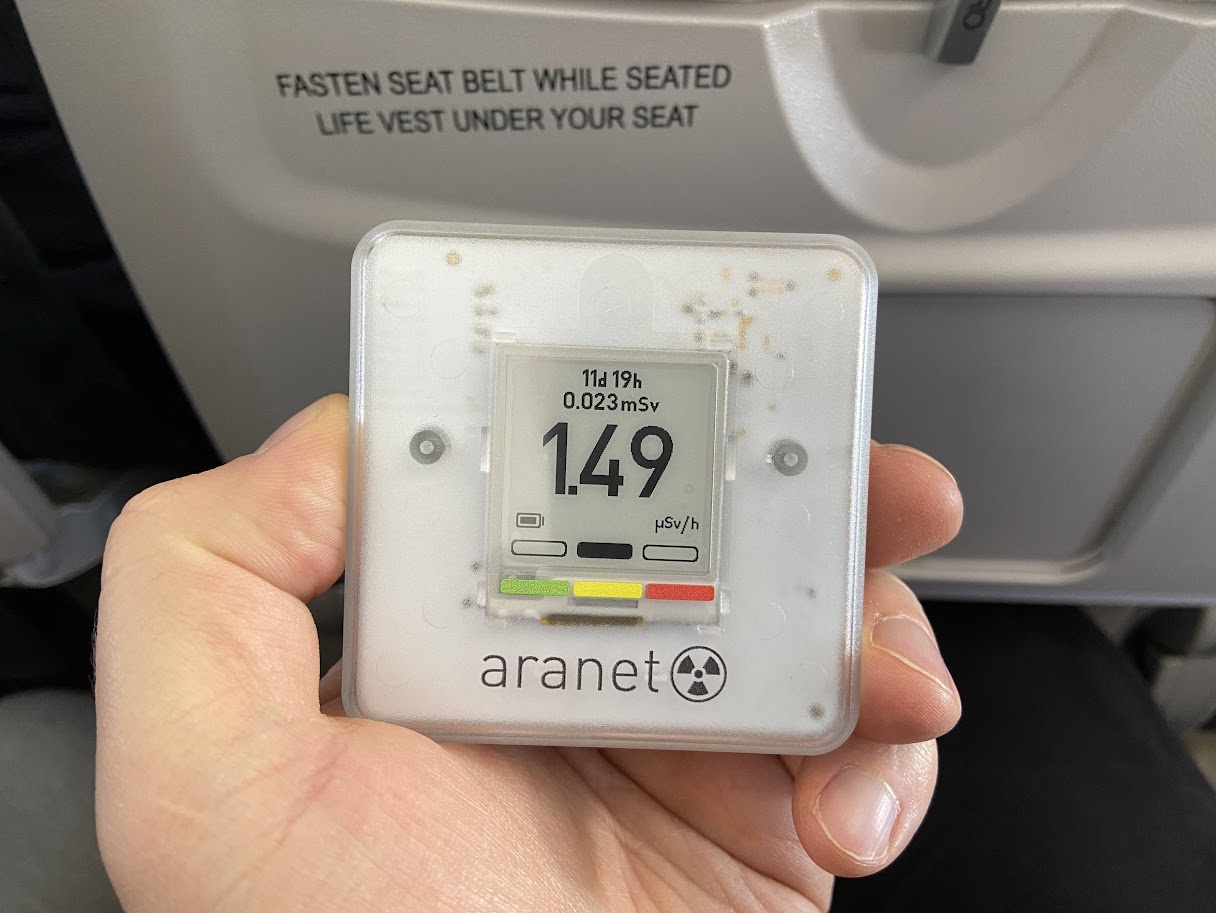 FASTEN SEAT BELT WHILE SEATED
LIFE VEST UNDER YOUR SEAT
11d 19h
0.023 mSv
1.49
µSv/h
aranet